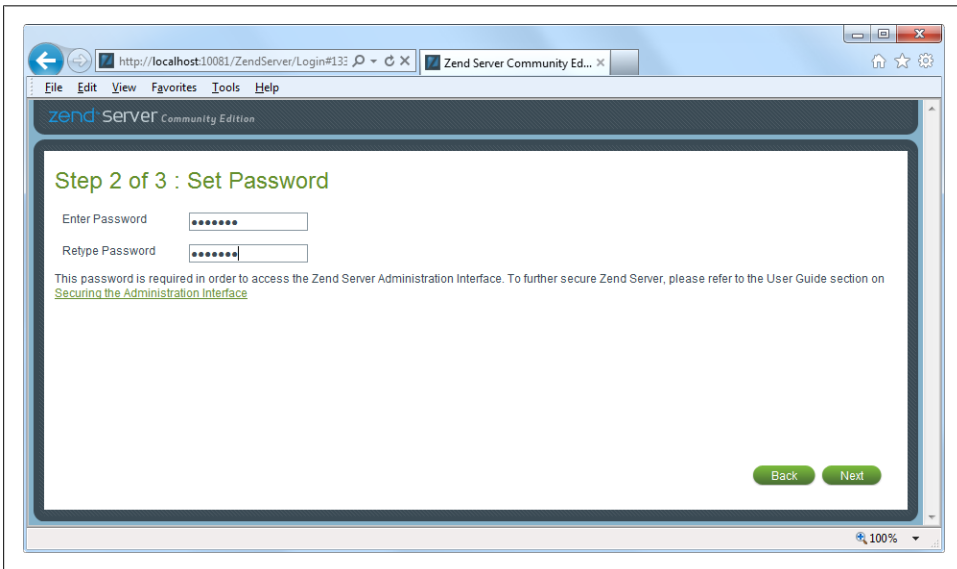 http://localhost:10081/ZendServer/Login#133
Zend Server Community Ed...
File Edit View Favorites Tools Help
zend Server Community Edition
Step 2 of 3 : Set Password
Enter Password •••••••
Retype Password •••••••
This password is required in order to access the Zend Server Administration Interface. To further secure Zend Server, please refer to the User Guide section on
Securing the Administration Interface
Back Next
100%